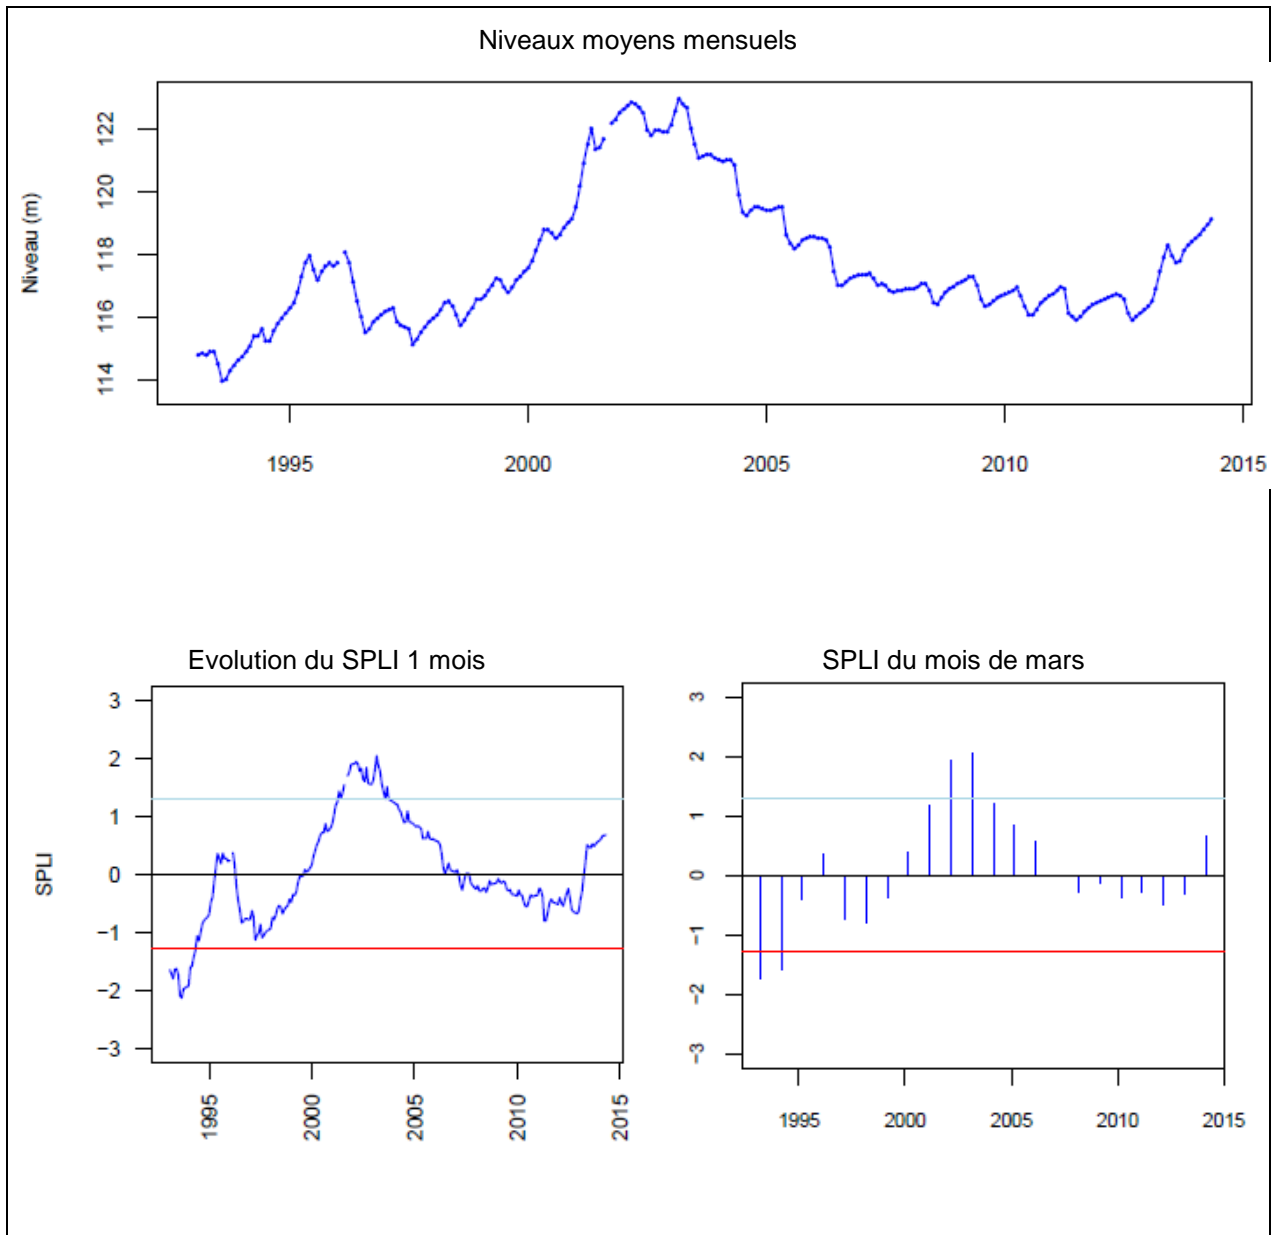 Niveaux moyens mensuels
Niveau (m)
122
120
118
116
114
1995 2000 2005 2010 2015
Evolution du SPLI 1 mois
SPLI
3
2
1
0
−1
−2
−3
1995 2000 2005 2010 2015
SPLI du mois de mars
3
2
1
0
−1
−2
−3
1995 2000 2005 2010 2015